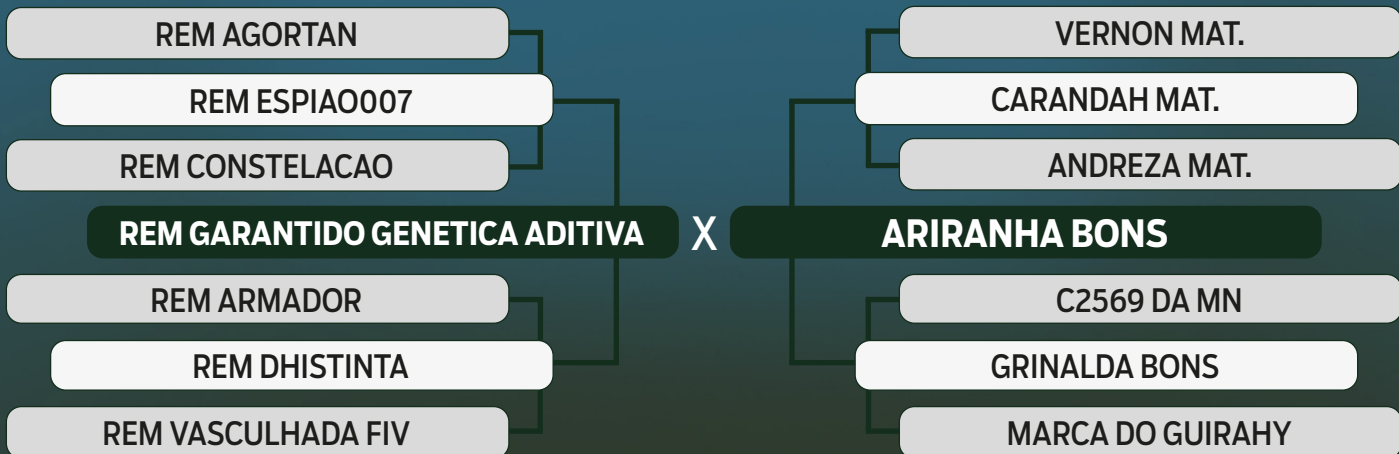 REM AGORTAN
REM ESPIAO007
REM CONSTELACAO
REM GARANTIDO GENETICA ADITIVA
REM ARMADOR
REM DHISTINTA
REM VASCULHADA FIV
X
VERNON MAT.
CARANDAH MAT.
ANDREZA MAT.
ARIRANHA BONS
C2569 DA MN
GRINALDA BONS
MARCA DO GUIRAHY